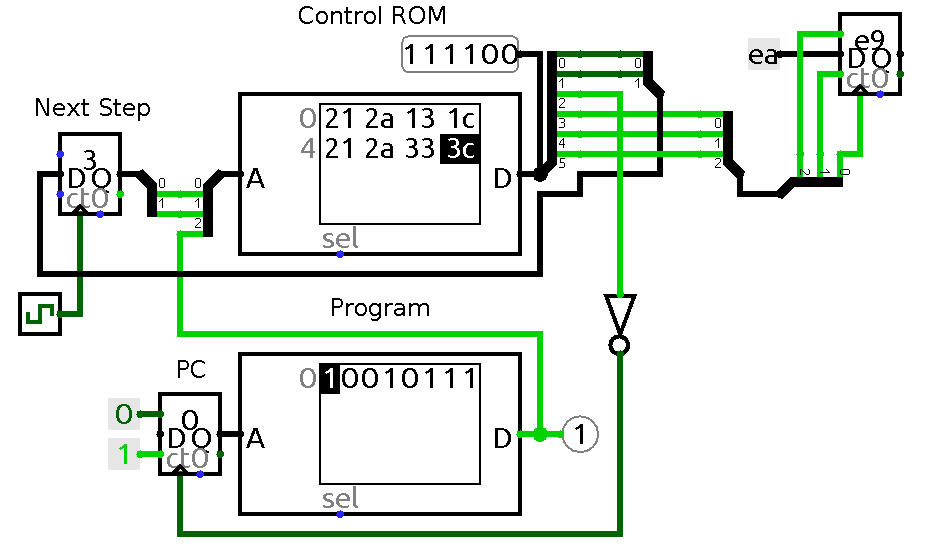 Control ROM
111100
ea
e9
D Q
ct0
2
1
0
Next Step
3
D Q
ct0
0
1
0
1
2
A
0 21 2a 13 1c
4 21 2a 33 3c
D
sel
0
1
2
3
4
5
0
1
0
1
2
Program
PC
0
1
0
D Q
ct0
A
0 10010111
D
1
sel